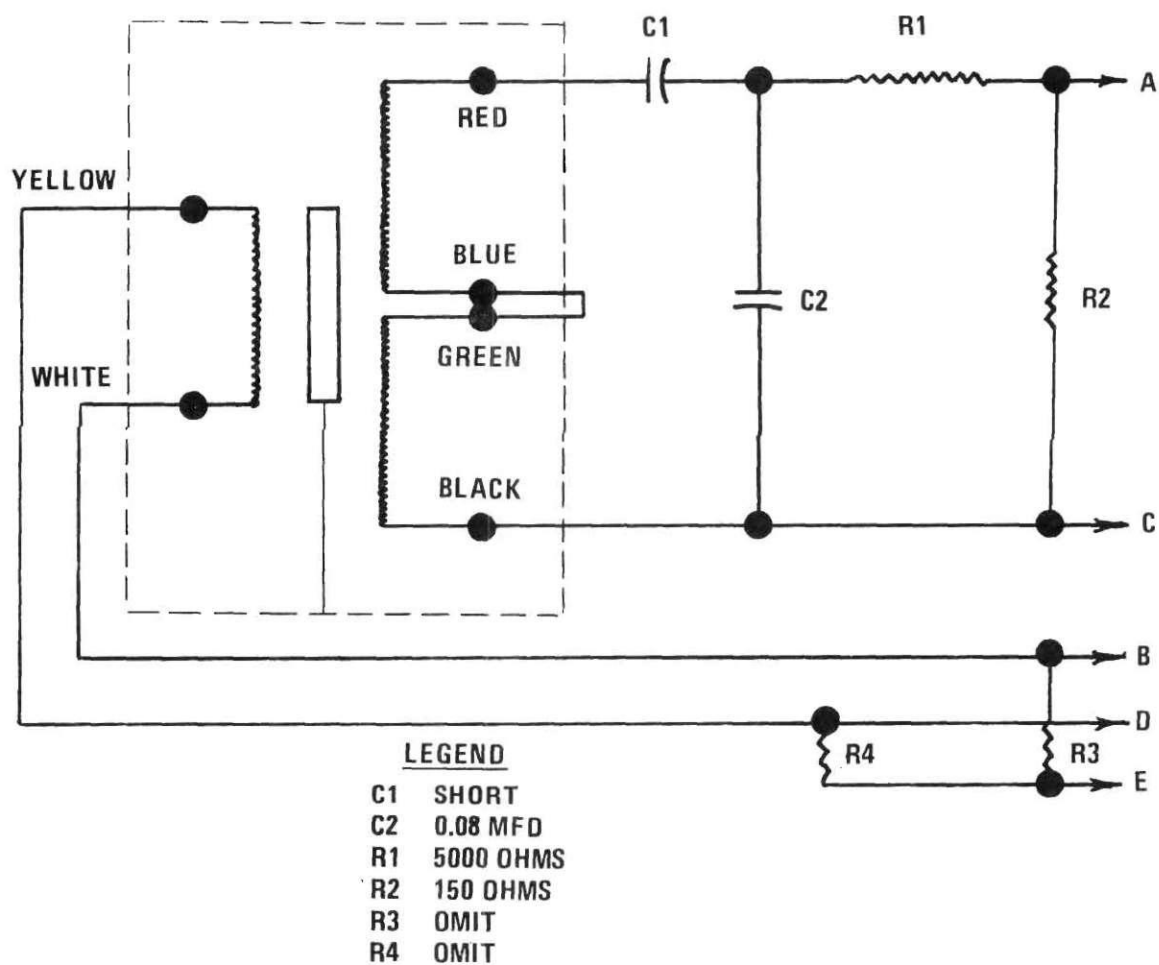 C1
R1
A
RED
YELLOW
BLUE
C2
R2
GREEN
WHITE
BLACK
C
B
D
R4
R3
E
LEGEND
C1 SHORT
C2 0.08 MFD
R1 5000 OHMS
R2 150 OHMS
R3 OMIT
R4 OMIT